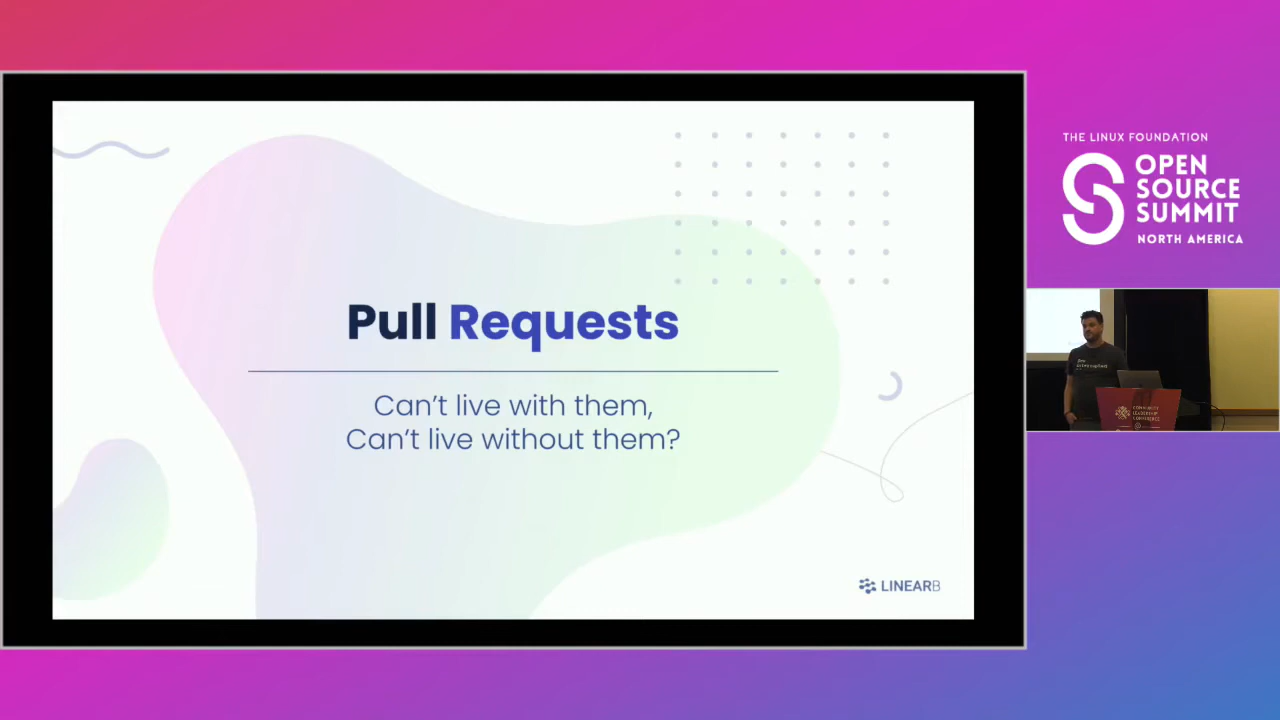 Pull Requests
Can't live with them,
Can't live without them?
LINEARB
THE LINUX FOUNDATION
OPEN
SOURCE
SUMMIT
NORTH AMERICA